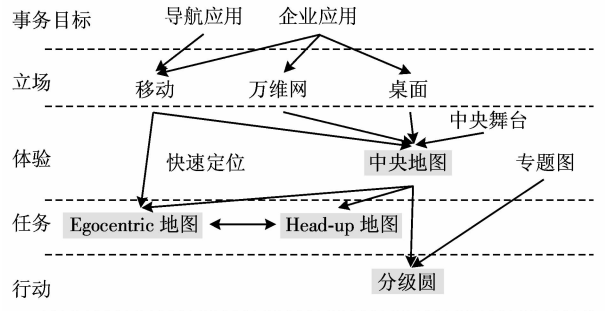 事务目标
导航应用
企业应用
立场
移动
万维网
桌面
中央舞台
体验
快速定位
中央地图
专题图
任务
Egocentric 地图
Head-up 地图
行动
分级圆